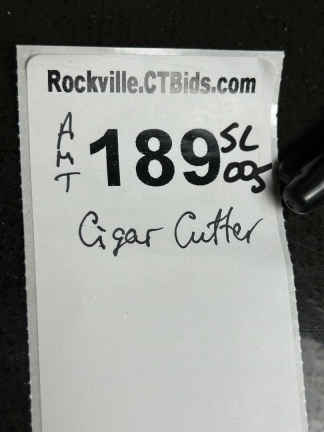 Rockville.CTBids.com
AMT 189 SL 005
Cigar Cutter